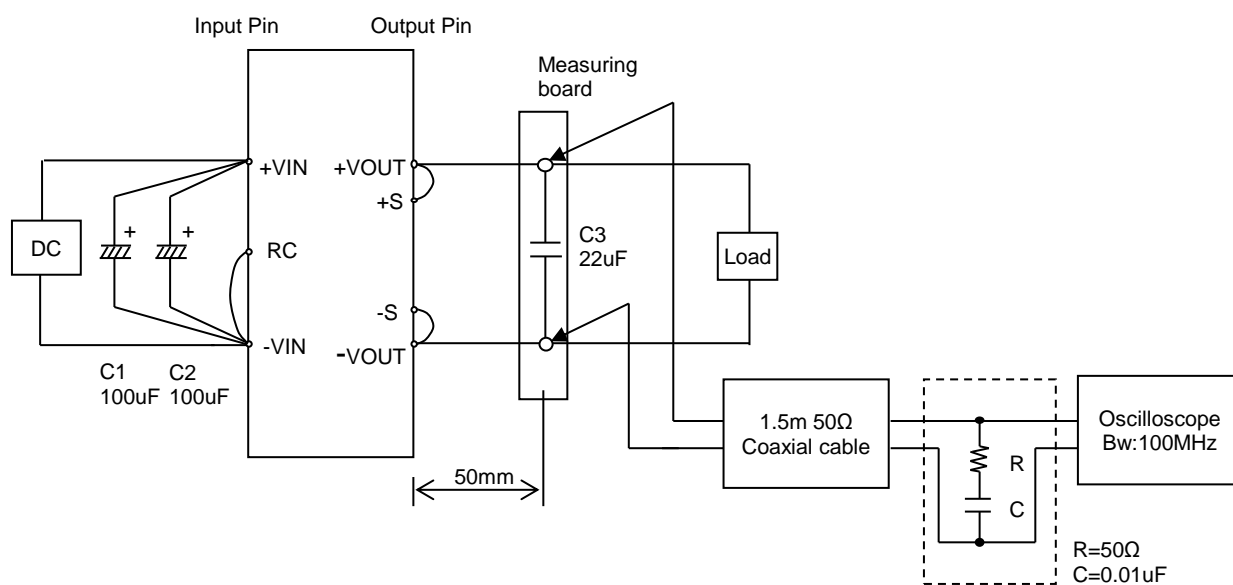 Input Pin
Output Pin
Measuring
board
+VIN
+VOUT
+S
DC
+
+
RC
C3
22uF
Load
-S
-VIN
-VOUT
C1
100uF
C2
100uF
50mm
1.5m 50Ω
Coaxial cable
R
C
Oscilloscope
Bw:100MHz
R=50Ω
C=0.01uF